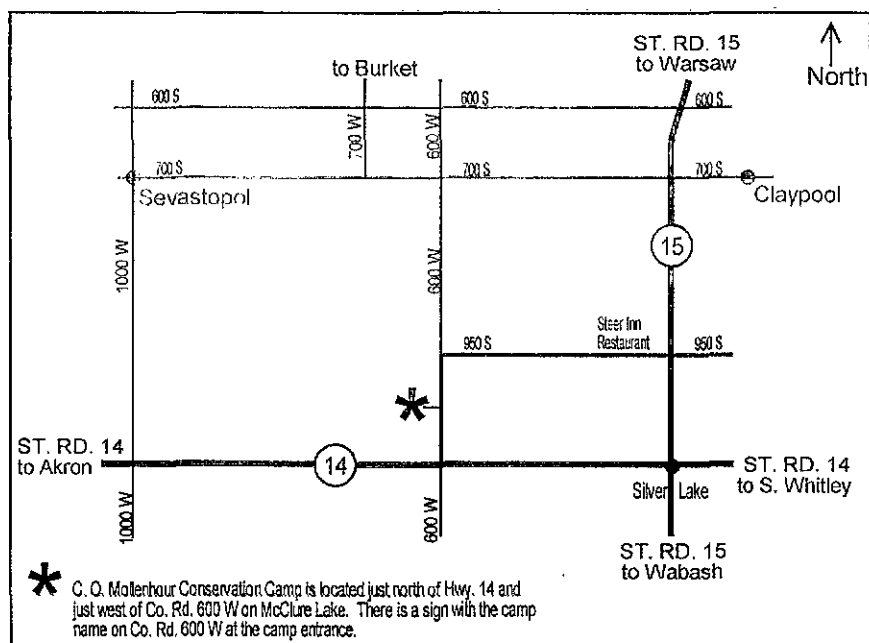 ST. RD. 15
to Warsaw
North
to Burket
600 S
600 S
600 S
700 W
600 W
700 S
700 S
700 S
Sevastopol
Claypool
1000 W
600 W
15
Steer Inn
Restaurant
950 S
950 S
ST. RD. 14
to Akron
14
ST. RD. 14
to S. Whitley
Silver Lake
1000 W
600 W
ST. RD. 15
to Wabash
C. O. Mollenhour Conservation Camp is located just north of Hwy. 14 and
just west of Co. Rd. 600 W on McClure Lake. There is a sign with the camp
name on Co. Rd. 600 W at the camp entrance.